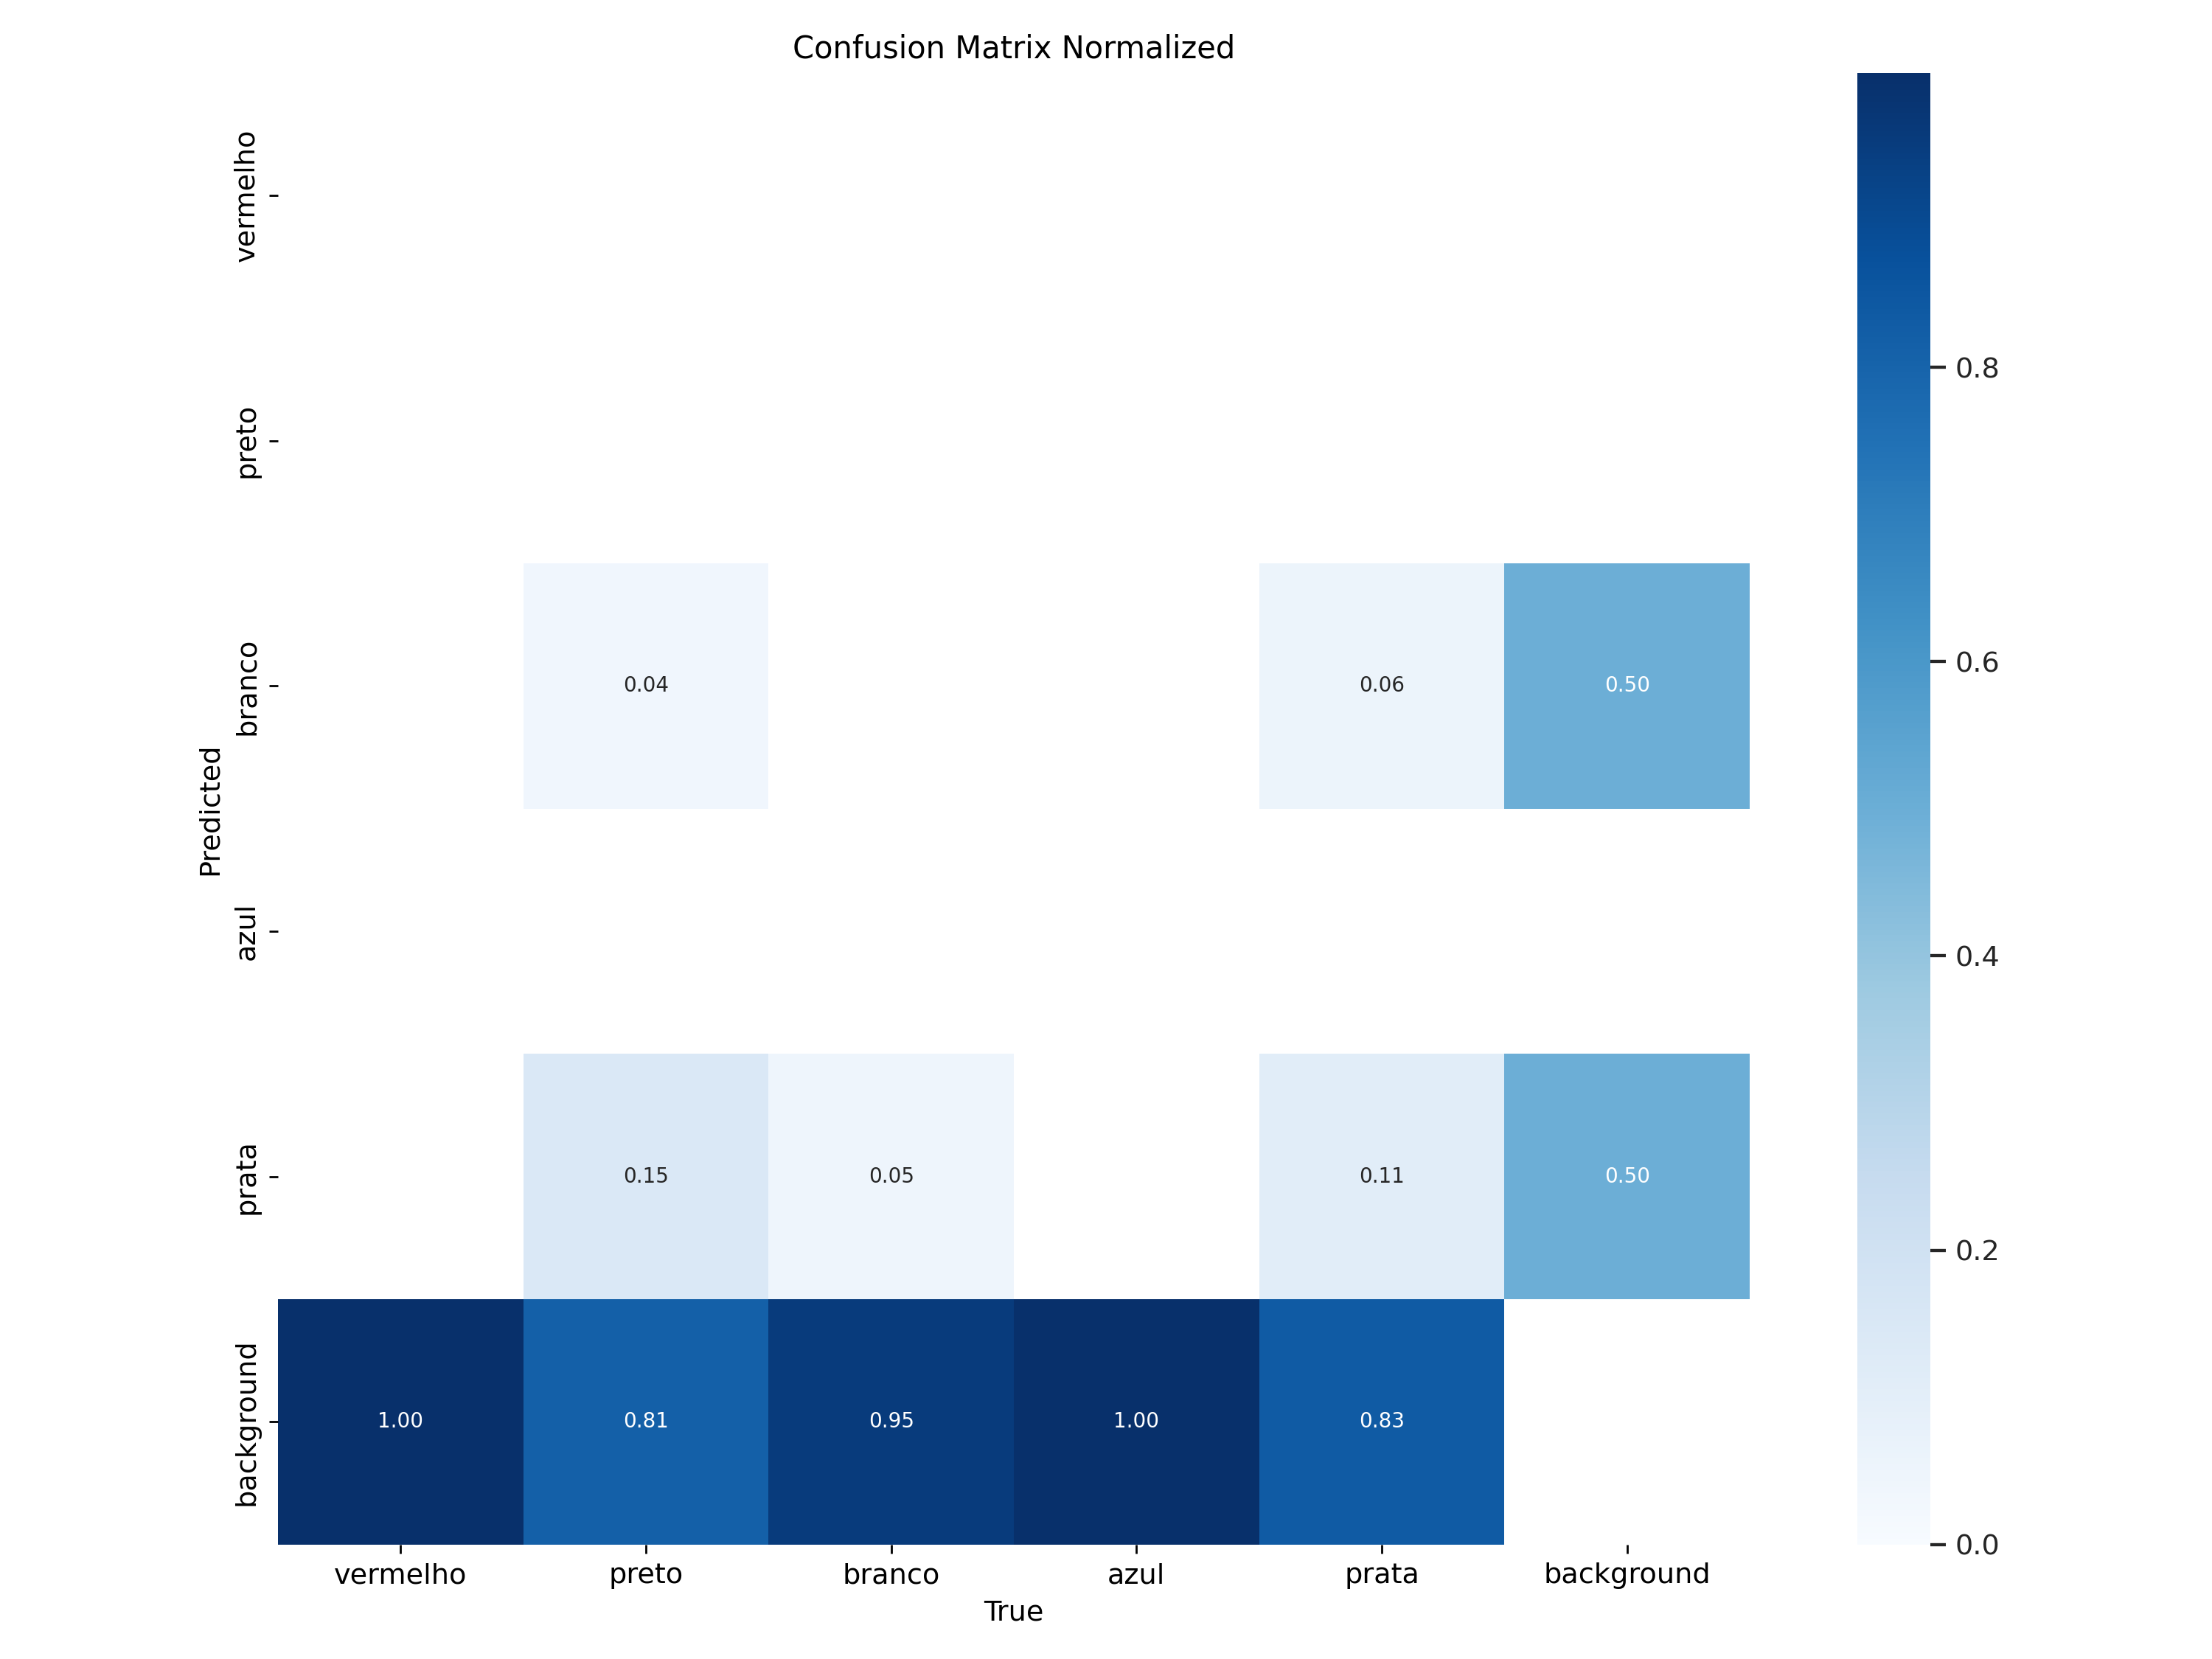 Confusion Matrix Normalized
vermelho
preto
branco
azul
prata
background
Predicted
0.04 0.06 0.50
0.15 0.05 0.11 0.50
1.00 0.81 0.95 1.00 0.83
vermelho preto branco azul prata background
True
0.8
0.6
0.4
0.2
0.0